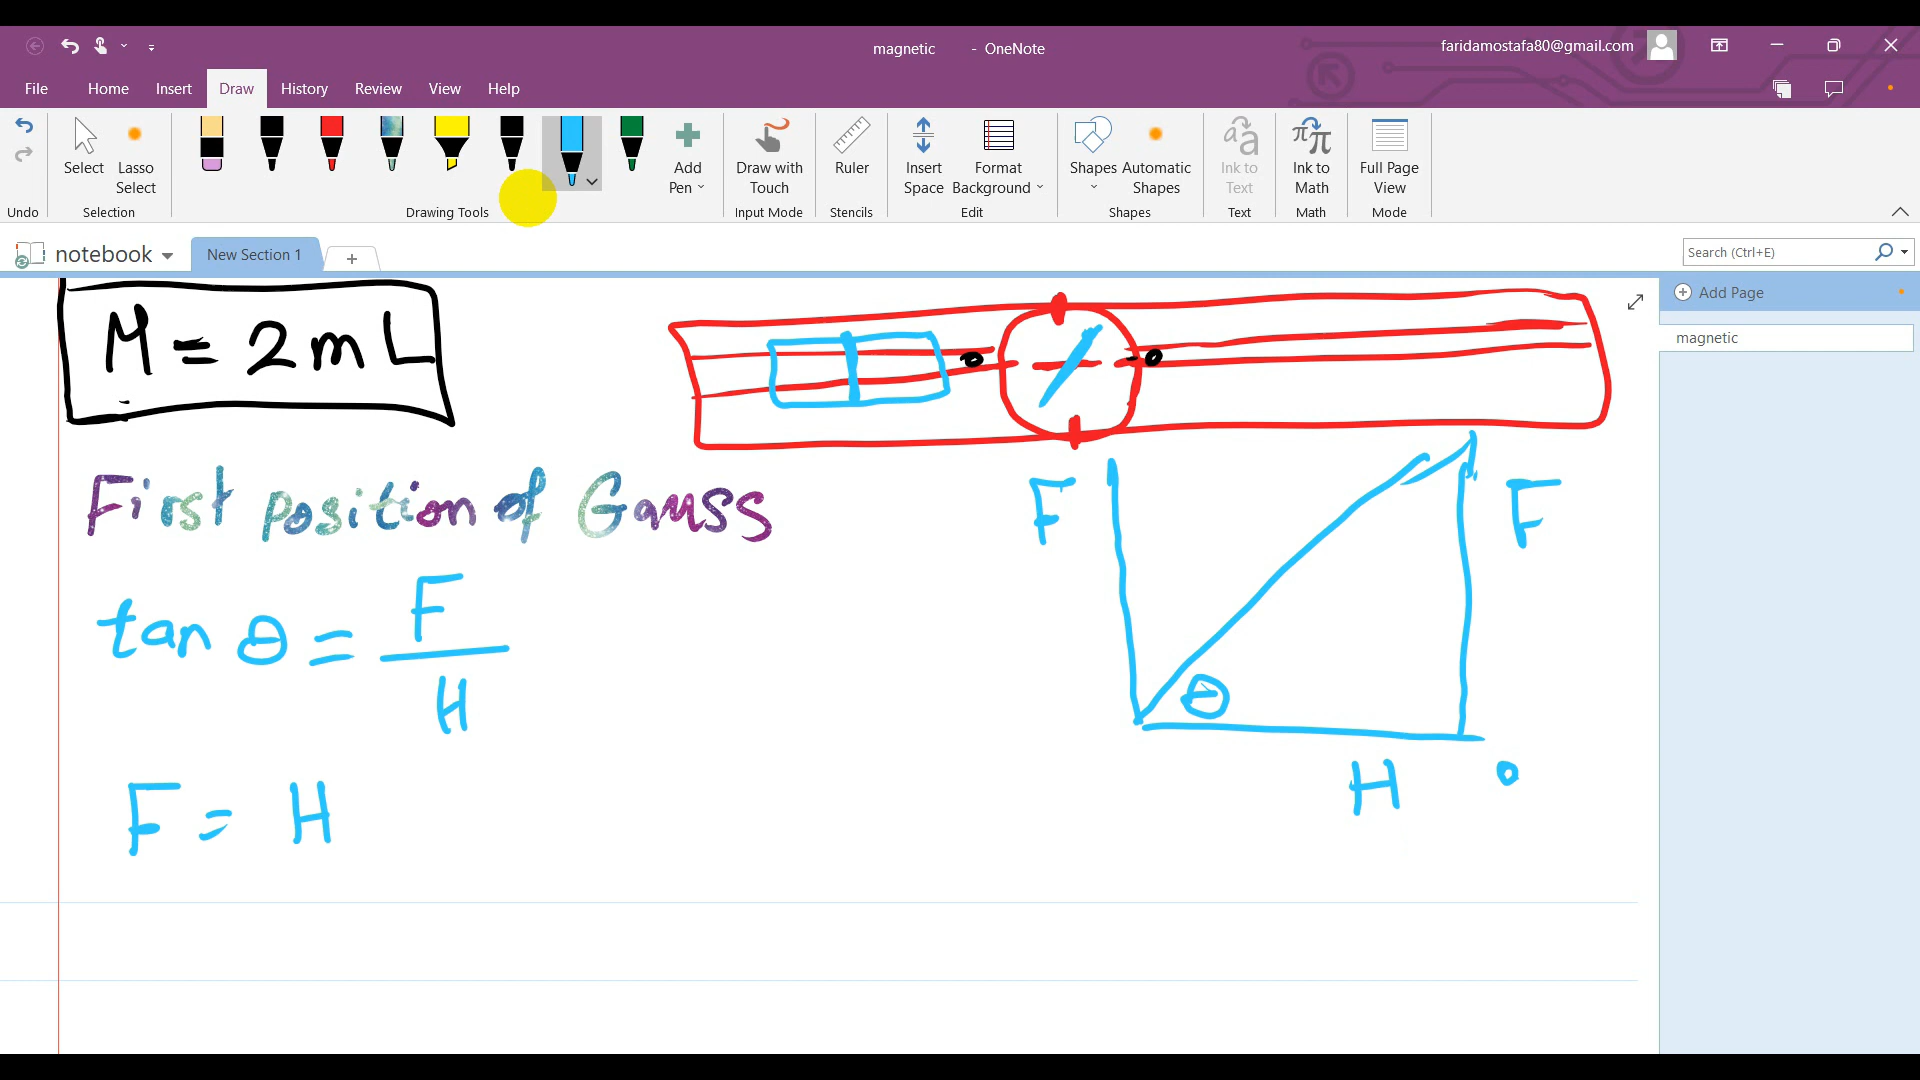 magnetic - OneNote
faridamostafa80@gmail.com
File Home Insert Draw History Review View Help
Select
Lasso Select
Add Pen
Draw with Touch
Ruler
Insert Space
Format Background
Shapes
Automatic Shapes
Ink to Text
Ink to Math
Full Page View
Undo Selection Drawing Tools Input Mode Stencils Edit Shapes Text Math Mode
notebook New Section 1 +
Search (Ctrl+E)
Add Page
magnetic
M = 2mL
First position of Gauss
F F
tan θ = F
H
θ
F = H
H